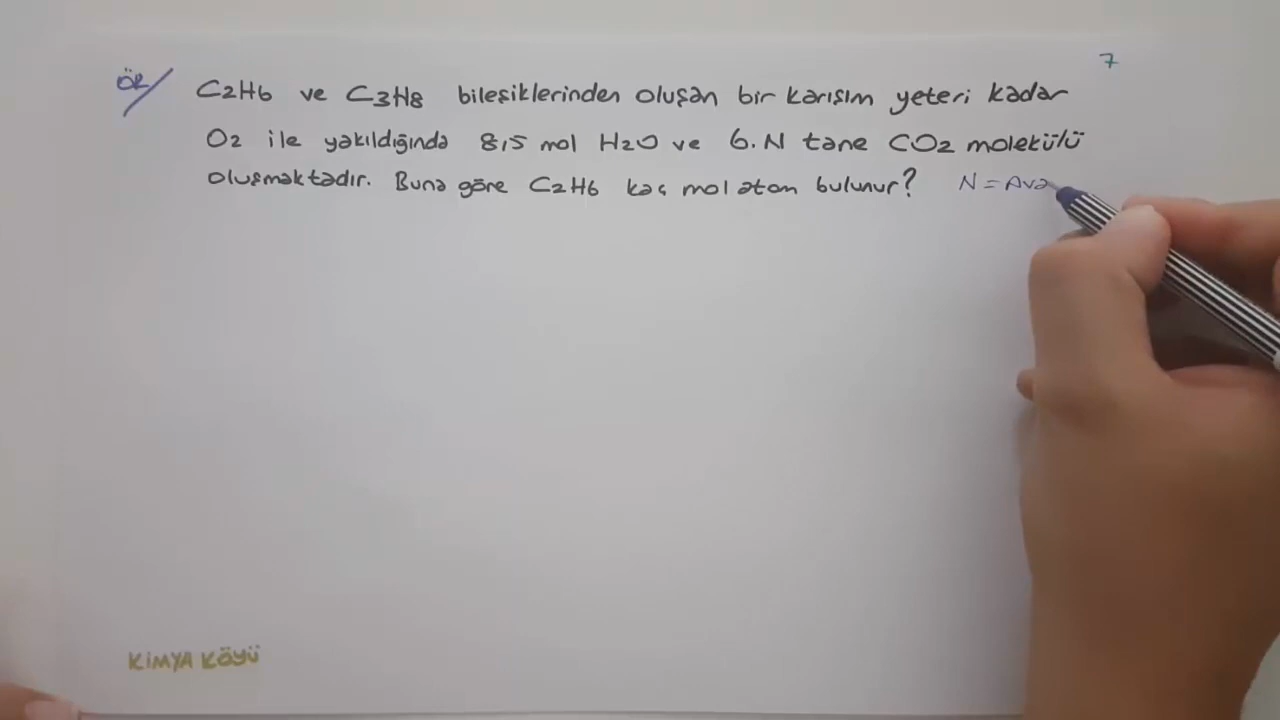 7
ÖR/ C2H6 ve C3H8 bileşiklerinden oluşan bir karışım yeteri kadar
O2 ile yakıldığında 8,5 mol H2O ve 6.N tane CO2 molekülü
oluşmaktadır. Buna göre C2H6 kaç mol atom bulunur? N = Ava
KİMYA KÖYÜ